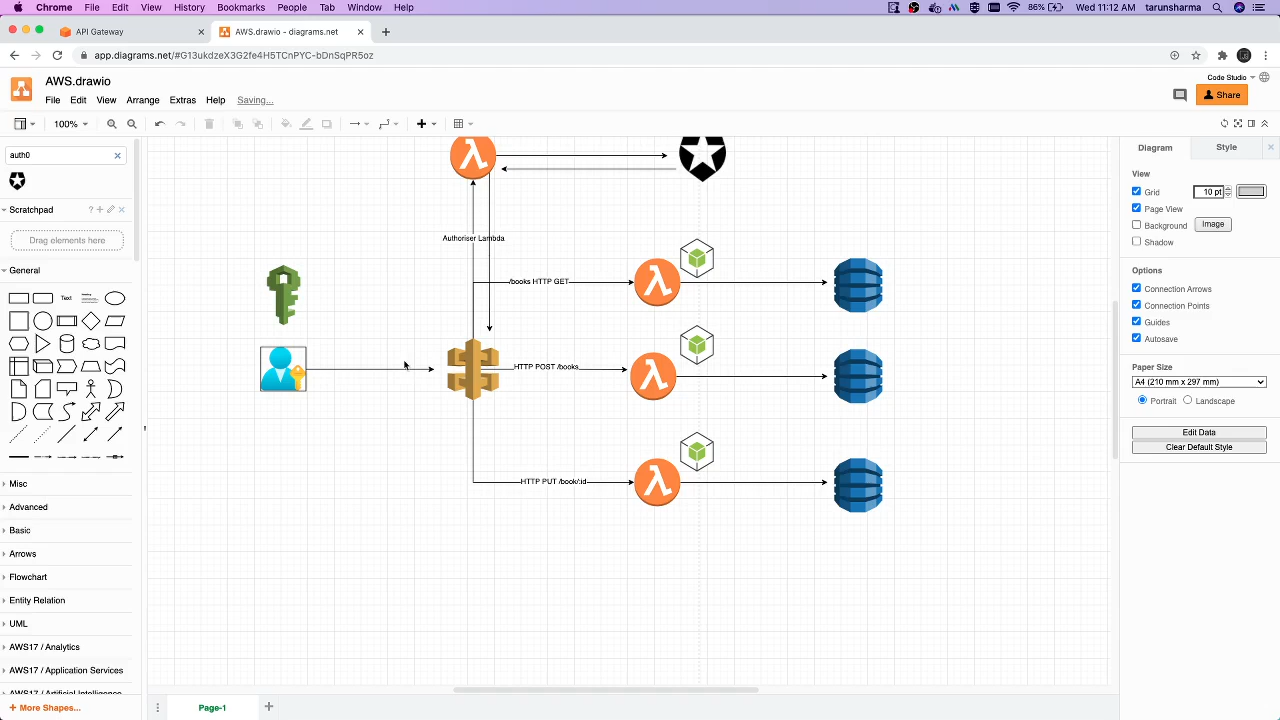 Chrome File Edit View History Bookmarks People Tab Window Help 86% Wed 11:12 AM tarunsharma
API Gateway
AWS.drawio - diagrams.net
app.diagrams.net/#G13ukdzeX3G2fe4H5TCnPYC-bDnSqPR5oz
AWS.drawio
File Edit View Arrange Extras Help Saving...
Code Studio
Share
100%
auth0
Scratchpad
Drag elements here
General
Text
Misc
Advanced
Basic
Arrows
Flowchart
Entity Relation
UML
AWS17 / Analytics
AWS17 / Application Services
AWS17 / Artificial Intelligence
+ More Shapes...
Authoriser Lambda
/books HTTP GET
HTTP POST /books
HTTP PUT /book/:id
Page-1
Diagram Style
View
Grid 10 pt
Page View
Background Image
Shadow
Options
Connection Arrows
Connection Points
Guides
Autosave
Paper Size
A4 (210 mm x 297 mm)
Portrait Landscape
Edit Data
Clear Default Style